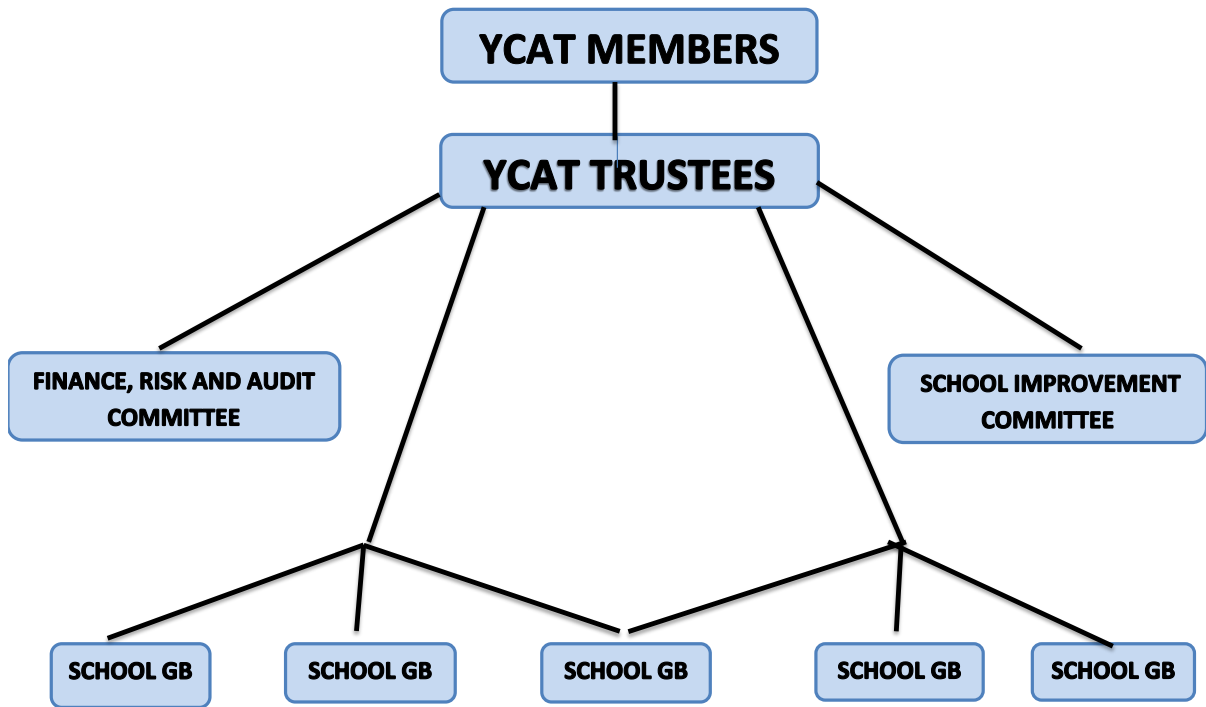 YCAT MEMBERS
YCAT TRUSTEES
FINANCE, RISK AND AUDIT
COMMITTEE
SCHOOL IMPROVEMENT
COMMITTEE
SCHOOL GB
SCHOOL GB
SCHOOL GB
SCHOOL GB
SCHOOL GB